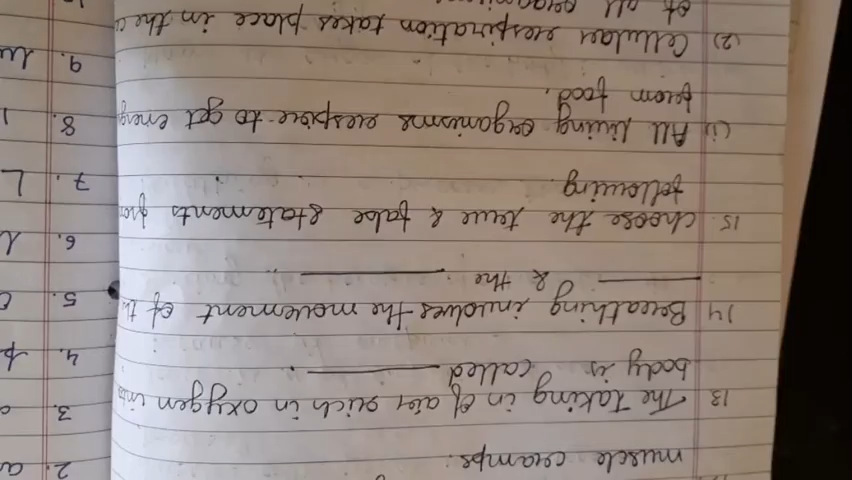 muscle cramps.
13 The taking in of air rich in oxygen into
body is called ________ .
14 Breathing involves the movement of the
________ & the ________ .
15. choose the true & false statements from
following.
(1) All living organisms respire to get energy
from food.
(2) Cellular respiration takes place in the
of all
2.
3.
4.
5.
6.
7. L
8.
9.